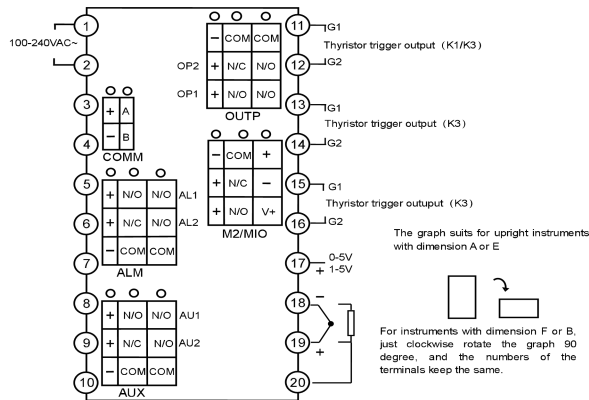 1
100-240VAC~
2
3
4
+ A
− B
COMM
− COM COM
OP2 + N/C N/O
OP1 + N/O N/O
OUTP
11 G1
Thyristor trigger output (K1/K3)
12 G2
13 G1
Thyristor trigger output (K3)
14 G2
− COM +
+ N/C −
+ N/O V+
M2/MIO
15 G1
Thyristor trigger outuput (K3)
16 G2
5
6
7
+ N/O N/O AL1
+ N/C N/O AL2
− COM COM
ALM
17
0-5V
+ 1-5V
18 −
19 +
20
8
9
10
+ N/O N/O AU1
+ N/C N/O AU2
− COM COM
AUX
The graph suits for upright instruments
with dimension A or E
For instruments with dimension F or B,
just clockwise rotate the graph 90
degree, and the numbers of the
terminals keep the same.